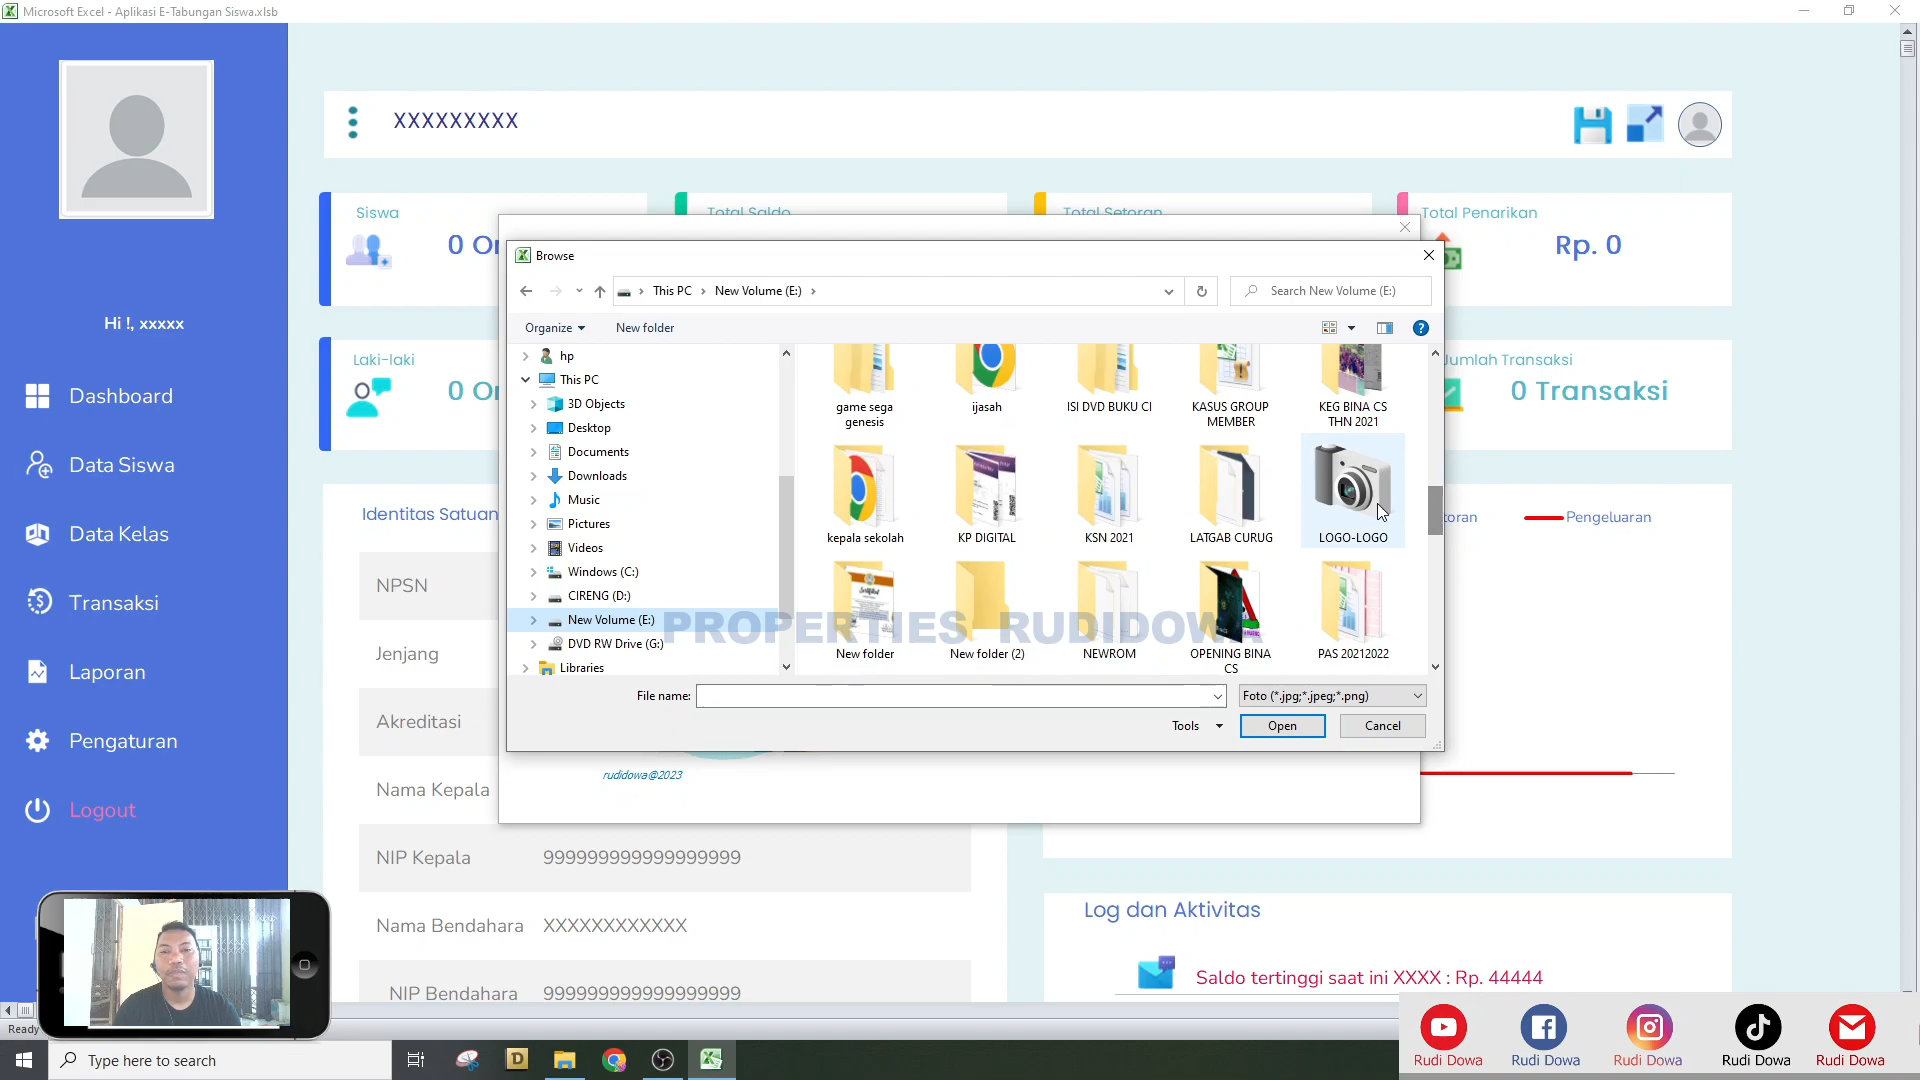 Microsoft Excel - Aplikasi E-Tabungan Siswa.xlsb
XXXXXXXXX
Siswa
Total Saldo
Total Setoran
Total Penarikan
0 Or
Rp. 0
Hi !, xxxxx
Laki-laki
0 Or
Jumlah Transaksi
0 Transaksi
Dashboard
Data Siswa
Data Kelas
Transaksi
Laporan
Pengaturan
Logout
Browse
This PC
New Volume (E:)
Search New Volume (E:)
Organize
New folder
hp
This PC
3D Objects
Desktop
Documents
Downloads
Music
Pictures
Videos
Windows (C:)
CIRENG (D:)
New Volume (E:)
DVD RW Drive (G:)
Libraries
game sega genesis
ijasah
ISI DVD BUKU CI
KASUS GROUP MEMBER
KEG BINA CS THN 2021
kepala sekolah
KP DIGITAL
KSN 2021
LATGAB CURUG
LOGO-LOGO
New folder
New folder (2)
NEWROM
OPENING BINA CS
PAS 20212022
PROPERTIES RUDIDOWA
File name:
Foto (*.jpg;*.jpeg;*.png)
Tools
Open
Cancel
rudidowa@2023
toran
Pengeluaran
Identitas Satuan
NPSN
Jenjang
Akreditasi
Nama Kepala
NIP Kepala 999999999999999999
Nama Bendahara XXXXXXXXXXXX
NIP Bendahara 999999999999999999
Log dan Aktivitas
Saldo tertinggi saat ini XXXX : Rp. 44444
Ready
Type here to search
Rudi Dowa
Rudi Dowa
Rudi Dowa
Rudi Dowa
Rudi Dowa